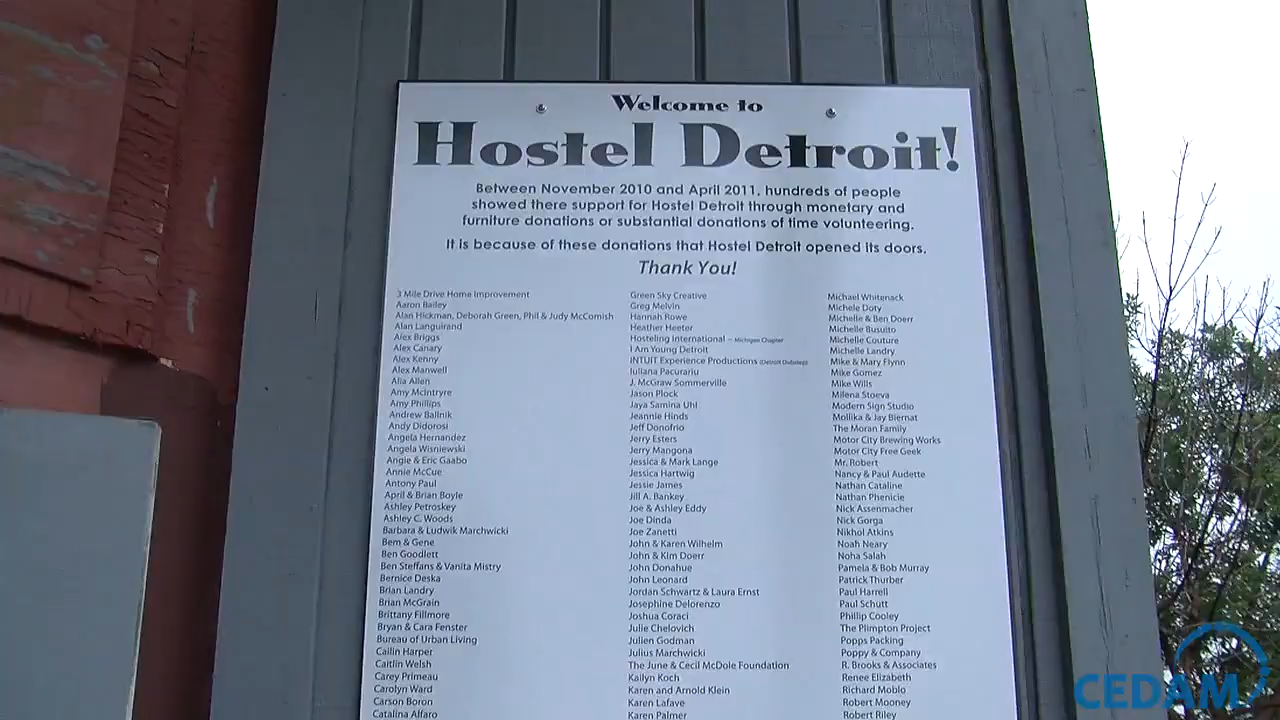 Welcome to
Hostel Detroit!
Between November 2010 and April 2011, hundreds of people
showed there support for Hostel Detroit through monetary and
furniture donations or substantial donations of time volunteering.
It is because of these donations that Hostel Detroit opened its doors.
Thank You!
3 Mile Drive Home Improvement
Aaron Bailey
Alan Hickman, Deborah Green, Phil & Judy McComish
Alan Languirand
Alex Briggs
Alex Canary
Alex Kenny
Alex Manwell
Alia Allen
Amy McIntyre
Amy Phillips
Andrew Ballnik
Andy Didorosi
Angela Hernandez
Angela Wisniewski
Angie & Eric Gaabo
Annie McCue
Antony Paul
April & Brian Boyle
Ashley Petroskey
Ashley C. Woods
Barbara & Ludwik Marchwicki
Bem & Gene
Ben Goodlett
Ben Steffans & Vanita Mistry
Bernice Deska
Brian Landry
Brian McGrain
Brittany Fillmore
Bryan & Cara Fenster
Bureau of Urban Living
Cailin Harper
Caitlin Welsh
Carey Primeau
Carolyn Ward
Carson Boron
Catalina Alfaro
Green Sky Creative
Greg Melvin
Hannah Rowe
Heather Heeter
Hosteling International – Michigan Chapter
I Am Young Detroit
INTUIT Experience Productions (Detroit Dubstep)
Iuliana Pacurariu
J. McGraw Sommerville
Jason Plock
Jaya Samina Uhl
Jeannie Hinds
Jeff Donofrio
Jerry Esters
Jerry Mangona
Jessica & Mark Lange
Jessica Hartwig
Jessie James
Jill A. Bankey
Joe & Ashley Eddy
Joe Dinda
Joe Zanetti
John & Karen Wilhelm
John & Kim Doerr
John Donahue
John Leonard
Jordan Schwartz & Laura Ernst
Josephine Delorenzo
Joshua Coraci
Julie Chelovich
Julien Godman
Julius Marchwicki
The June & Cecil McDole Foundation
Kailyn Koch
Karen and Arnold Klein
Karen Lafave
Karen Palmer
Michael Whitenack
Michele Doty
Michelle & Ben Doerr
Michelle Busuito
Michelle Couture
Michelle Landry
Mike & Mary Flynn
Mike Gomez
Mike Wills
Milena Stoeva
Modern Sign Studio
Mollika & Jay Biernat
The Moran Family
Motor City Brewing Works
Motor City Free Geek
Mr. Robert
Nancy & Paul Audette
Nathan Cataline
Nathan Phenicie
Nick Assenmacher
Nick Gorga
Nikhol Atkins
Noah Neary
Noha Salah
Pamela & Bob Murray
Patrick Thurber
Paul Harrell
Paul Schutt
Phillip Cooley
The Plimpton Project
Popps Packing
Poppy & Company
R. Brooks & Associates
Renee Elizabeth
Richard Moblo
Robert Mooney
Robert Riley
CEDAM